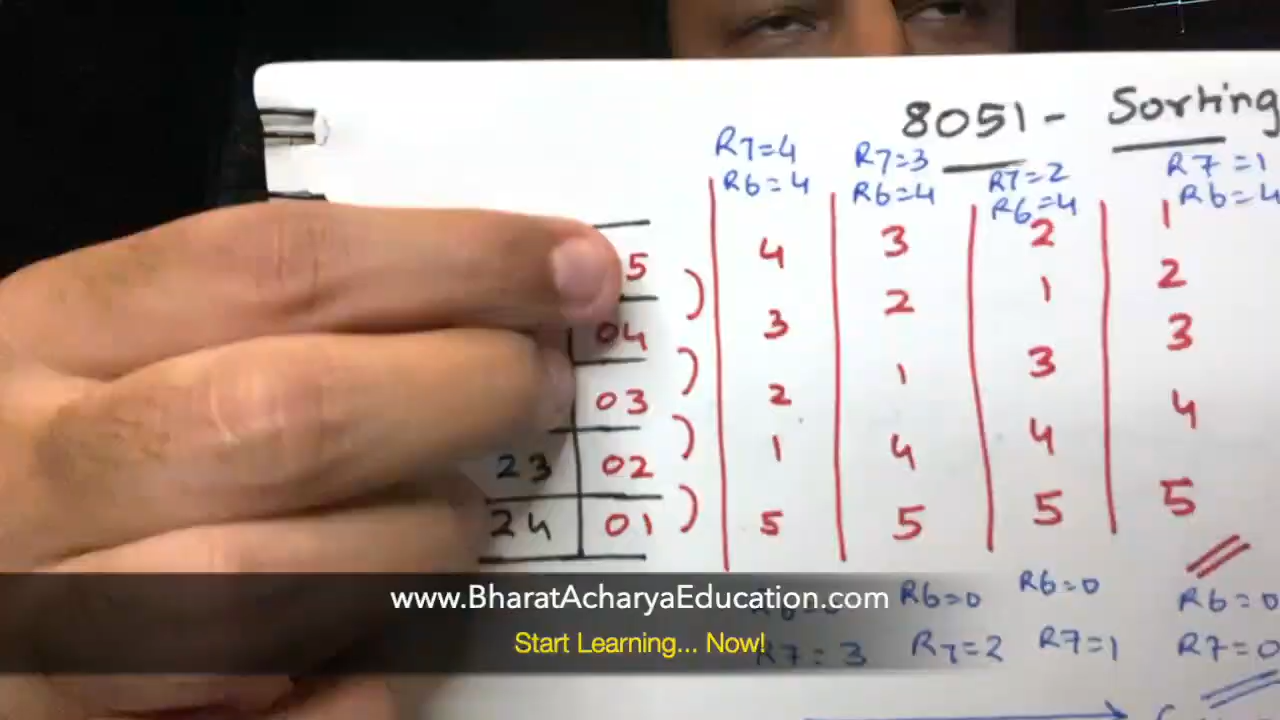 8051 - Sorting
R7=4 R7=3 R7=2 R7=1
R6=4 R6=4 R6=4 R6=4
5 4 3 2 1
04 3 2 1 2
03 2 1 3 3
23 02 1 4 4 4
24 01 5 5 5 5
www.BharatAcharyaEducation.com
R6=0 R6=0 R6=0
Start Learning... Now!
R7=3 R7=2 R7=1 R7=0